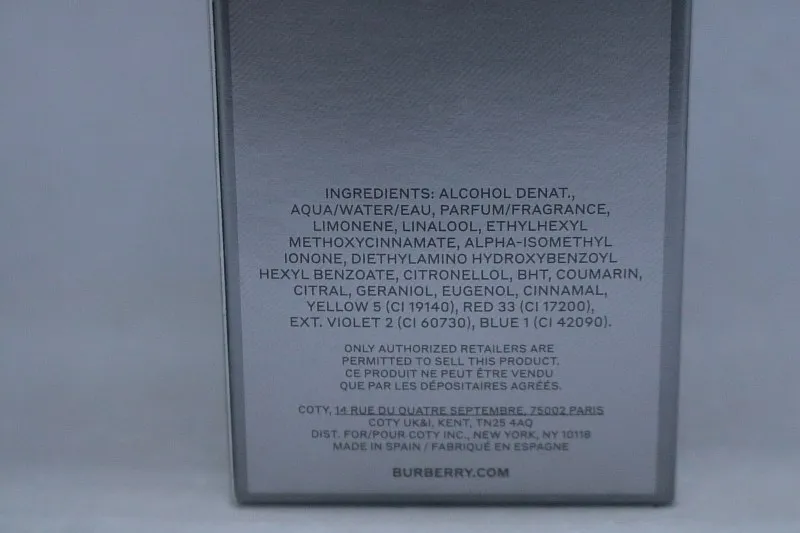 INGREDIENTS: ALCOHOL DENAT.,
AQUA/WATER/EAU, PARFUM/FRAGRANCE,
LIMONENE, LINALOOL, ETHYLHEXYL
METHOXYCINNAMATE, ALPHA-ISOMETHYL
IONONE, DIETHYLAMINO HYDROXYBENZOYL
HEXYL BENZOATE, CITRONELLOL, BHT, COUMARIN,
CITRAL, GERANIOL, EUGENOL, CINNAMAL,
YELLOW 5 (CI 19140), RED 33 (CI 17200),
EXT. VIOLET 2 (CI 60730), BLUE 1 (CI 42090).
ONLY AUTHORIZED RETAILERS ARE
PERMITTED TO SELL THIS PRODUCT.
CE PRODUIT NE PEUT ÊTRE VENDU
QUE PAR LES DÉPOSITAIRES AGRÉÉS.
COTY, 14 RUE DU QUATRE SEPTEMBRE, 75002 PARIS
COTY UK&I, KENT, TN25 4AQ
DIST. FOR/POUR COTY INC., NEW YORK, NY 10118
MADE IN SPAIN / FABRIQUÉ EN ESPAGNE
BURBERRY.COM